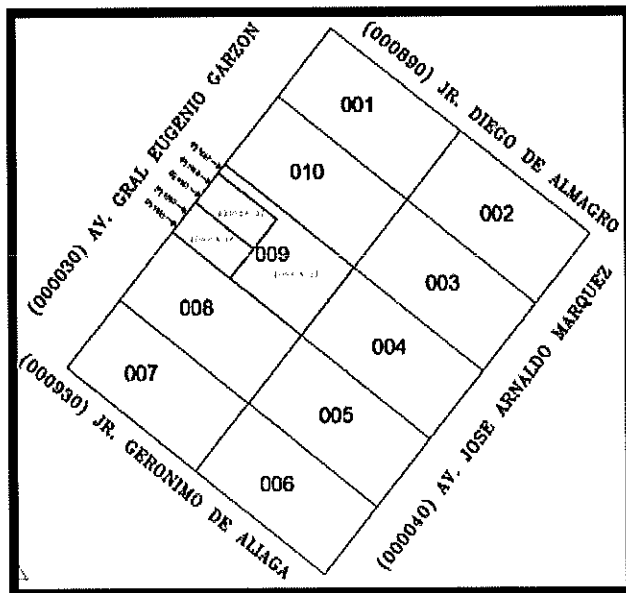 (000890) JR. DIEGO DE ALMAGRO
(000030) AV. GRAL EUGENIO GARZON
001
010
002
009
003
008
004
007
005
006
(000040) AV. JOSE ARNALDO MARQUEZ
(000930) JR. GERONIMO DE ALIAGA